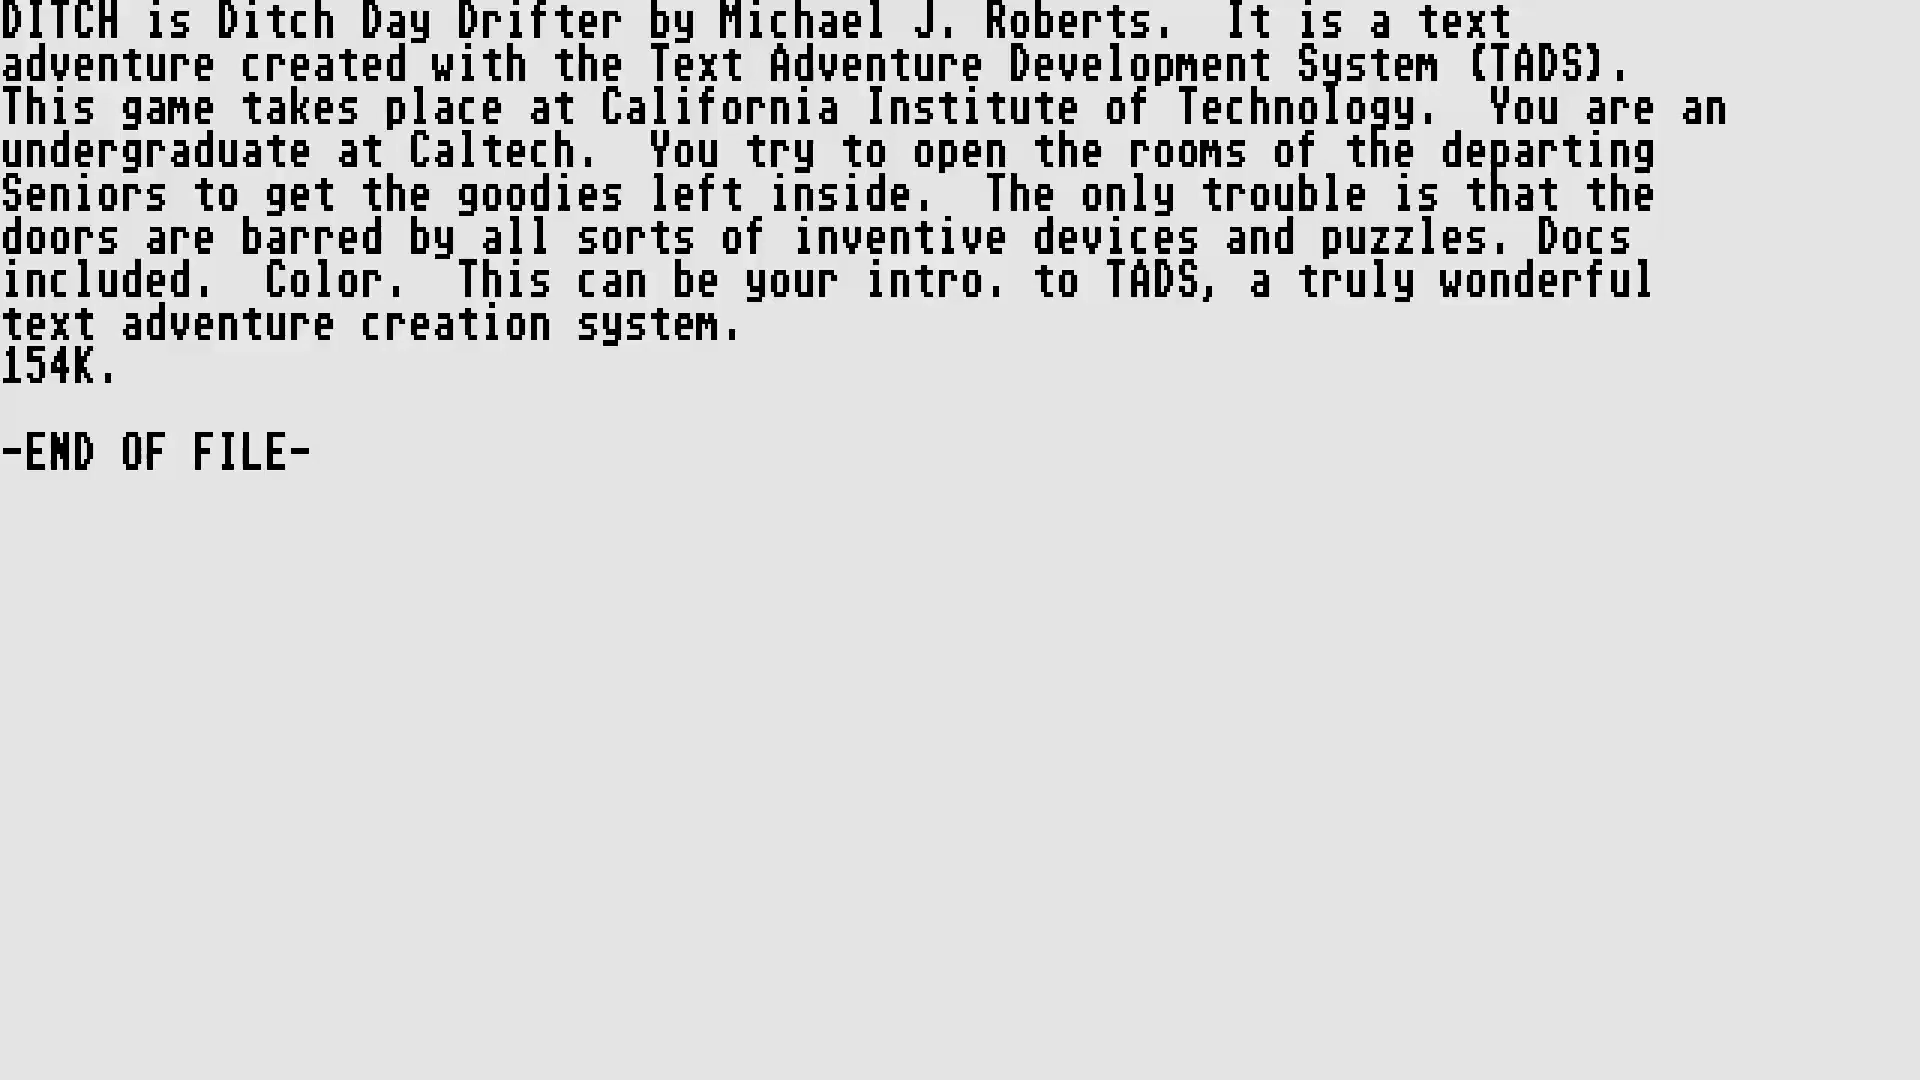 DITCH is Ditch Day Drifter by Michael J. Roberts.  It is a text
adventure created with the Text Adventure Development System (TADS).
This game takes place at California Institute of Technology.  You are an
undergraduate at Caltech.  You try to open the rooms of the departing
Seniors to get the goodies left inside.  The only trouble is that the
doors are barred by all sorts of inventive devices and puzzles. Docs
included.  Color.  This can be your intro. to TADS, a truly wonderful
text adventure creation system.
154K.
-END OF FILE-